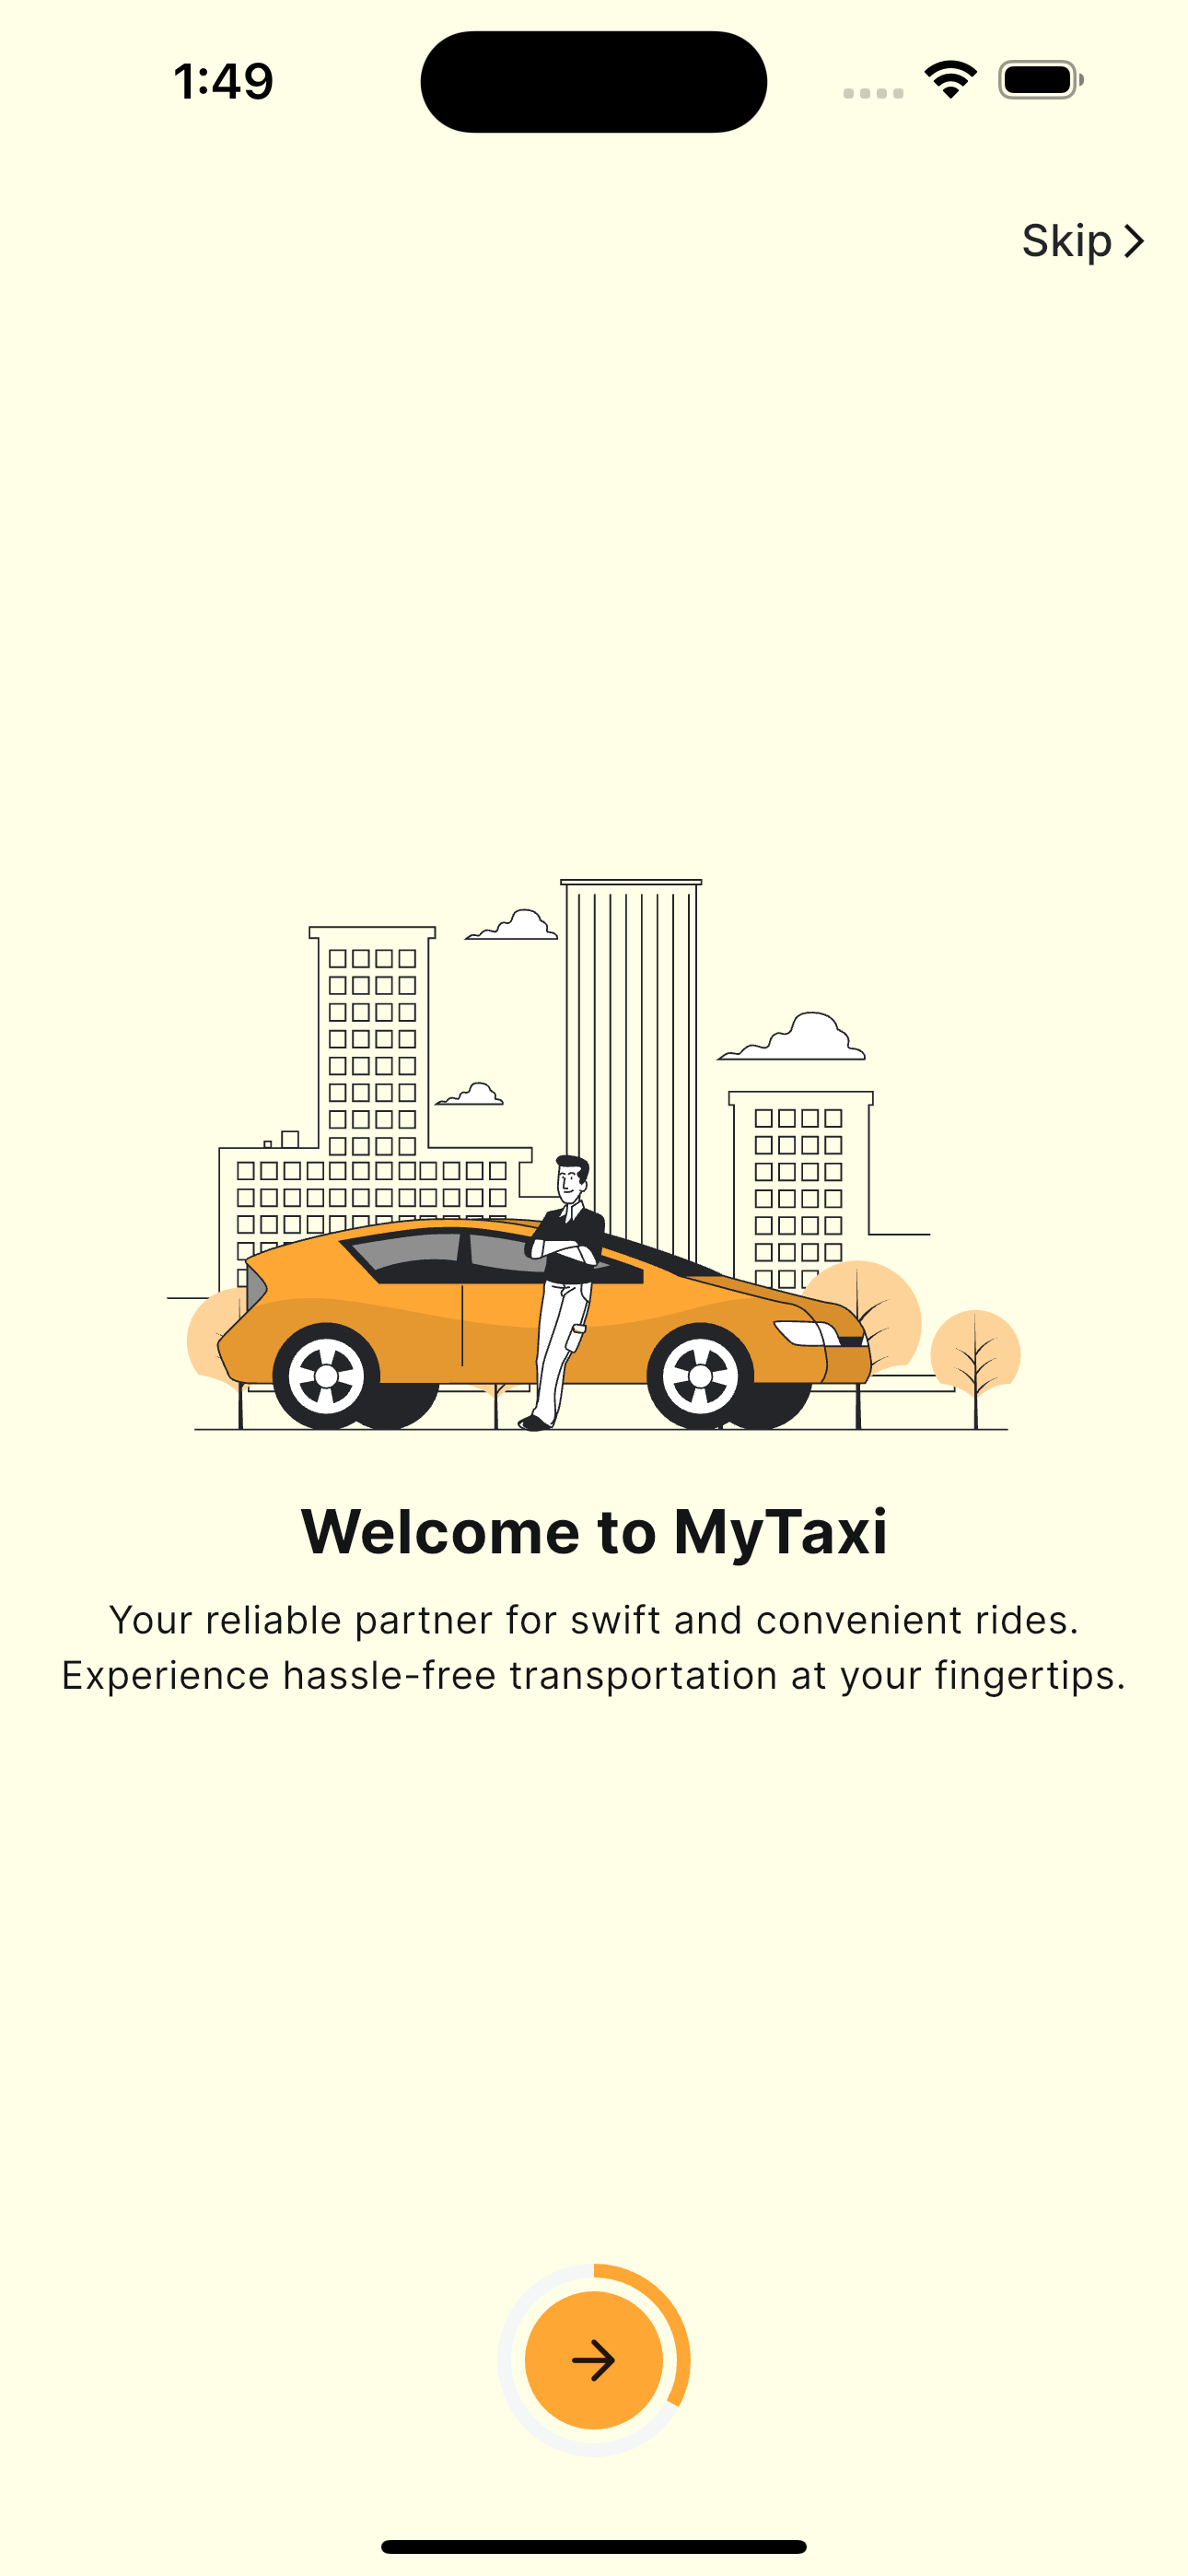 1:49
Skip
Welcome to MyTaxi
Your reliable partner for swift and convenient rides.
Experience hassle-free transportation at your fingertips.